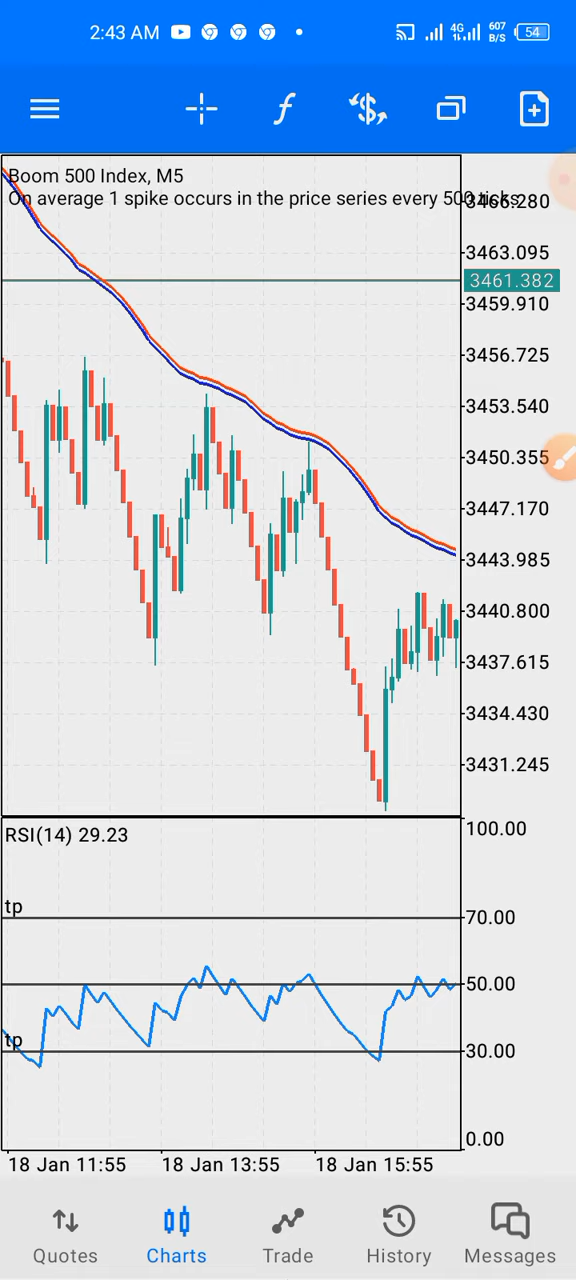 2:43 AM 4G 607 B/S 54
Boom 500 Index, M5
On average 1 spike occurs in the price series every 500 ticks
3466.280
3463.095
3461.382
3459.910
3456.725
3453.540
3450.355
3447.170
3443.985
3440.800
3437.615
3434.430
3431.245
RSI(14) 29.23
100.00
tp
70.00
50.00
tp
30.00
0.00
18 Jan 11:55 18 Jan 13:55 18 Jan 15:55
Quotes Charts Trade History Messages